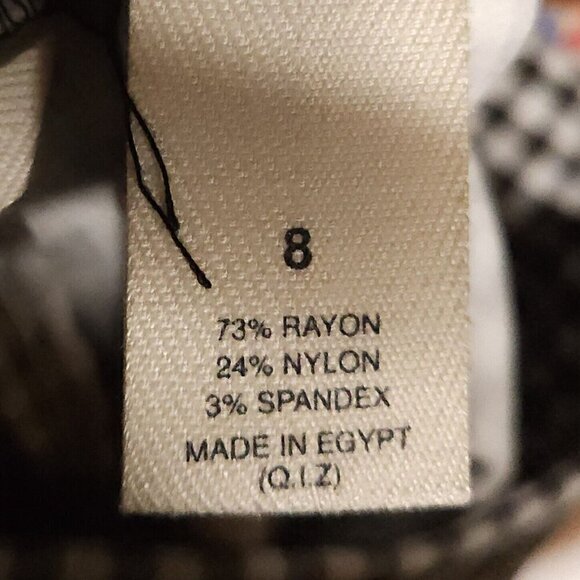 8
73% RAYON
24% NYLON
3% SPANDEX
MADE IN EGYPT
(Q.I.Z)